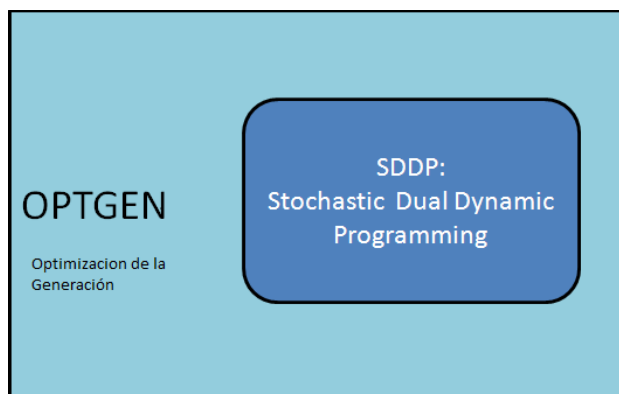 OPTGEN
Optimizacion de la
Generación
SDDP:
Stochastic Dual Dynamic
Programming